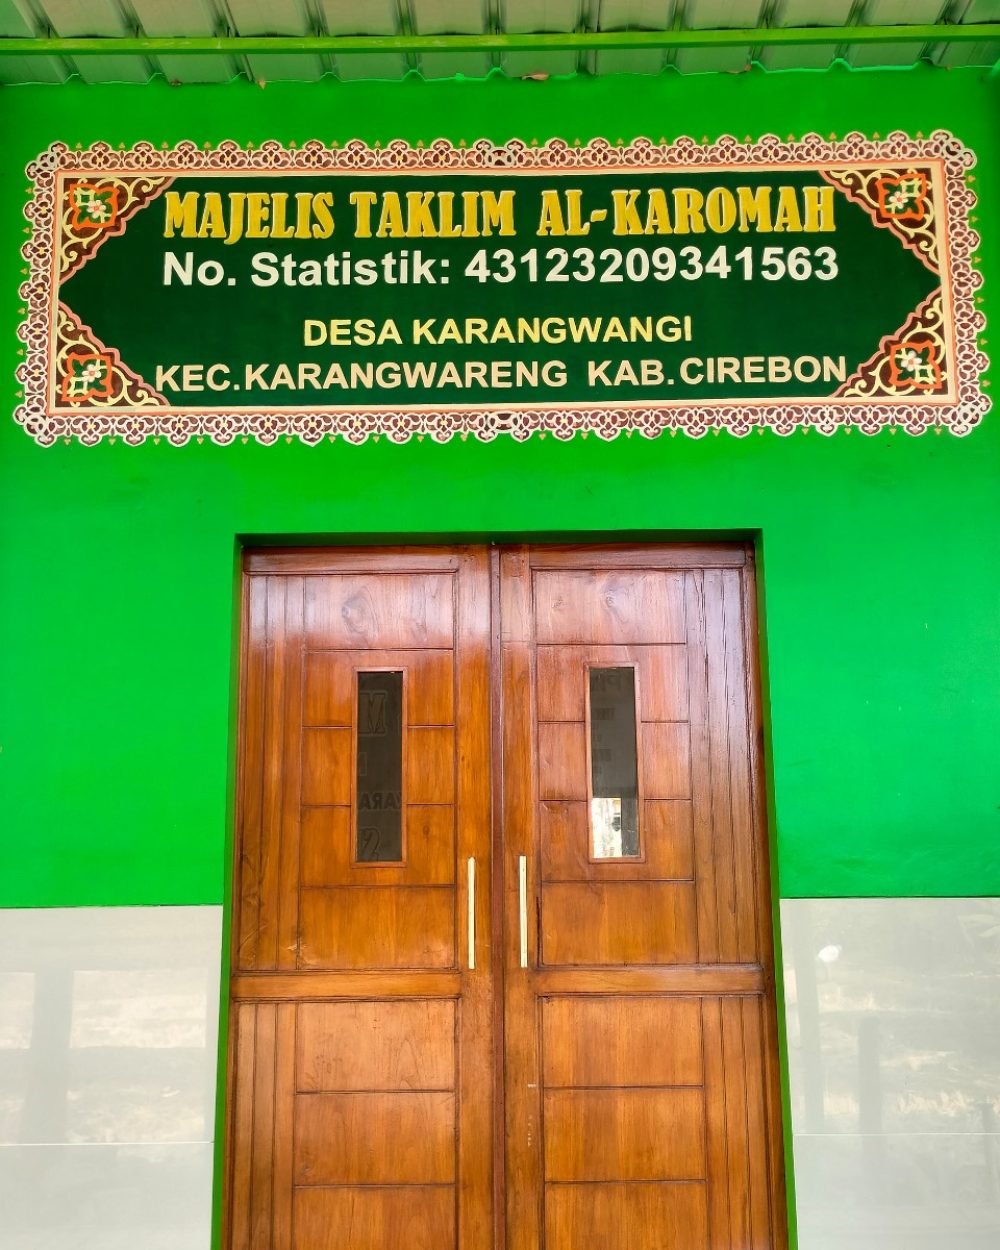 MAJELIS TAKLIM AL-KAROMAH
No. Statistik: 43123209341563
DESA KARANGWANGI
KEC.KARANGWARENG KAB.CIREBON